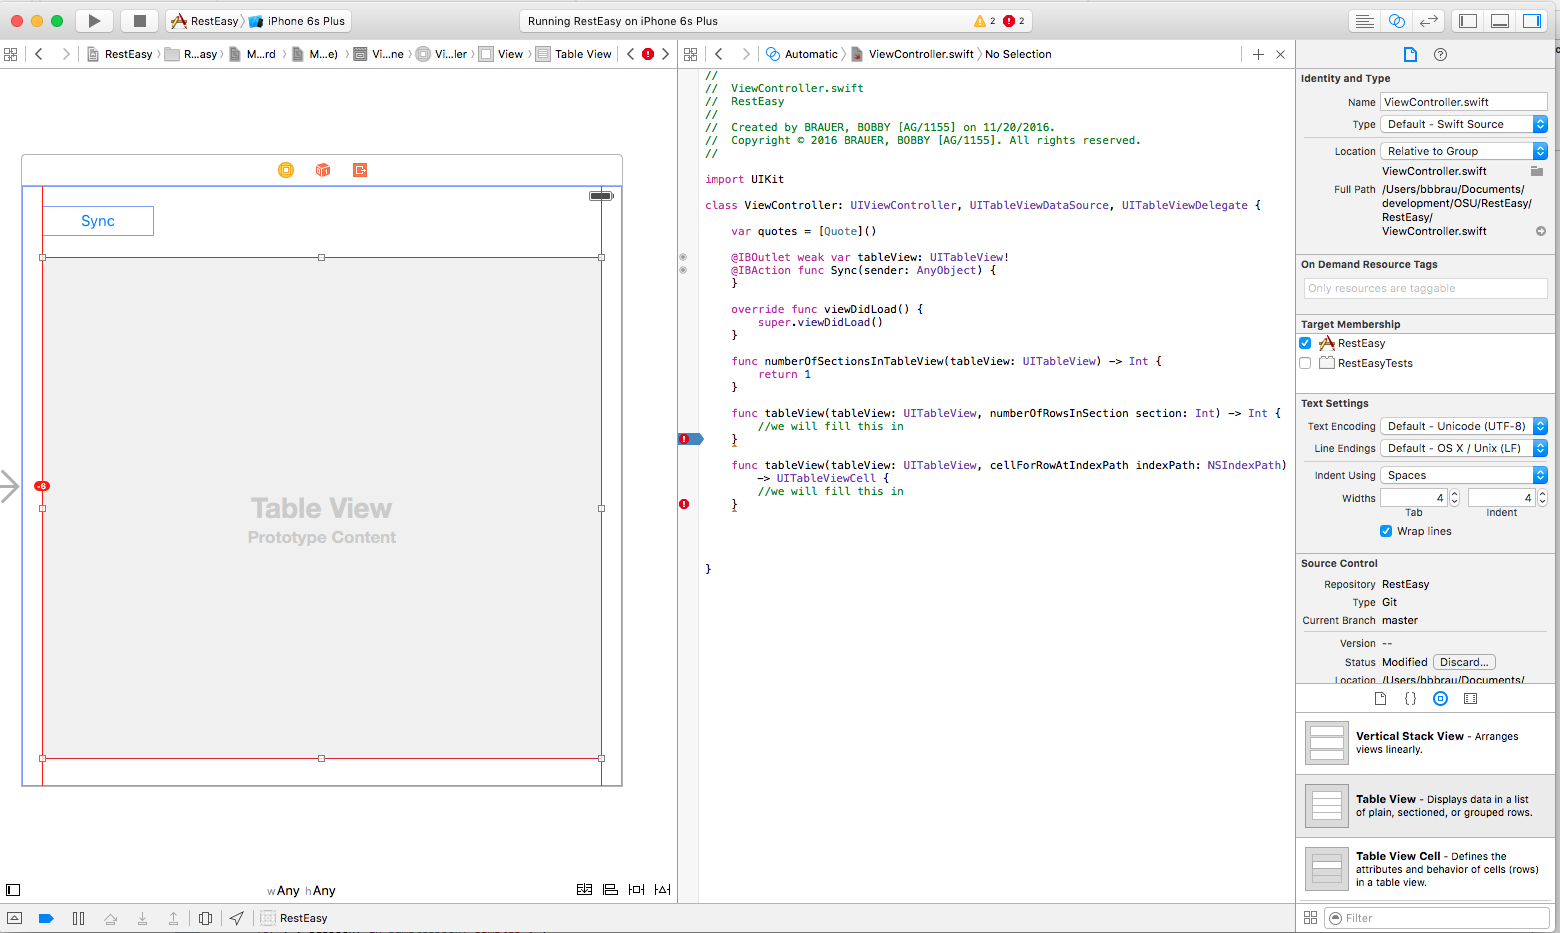 RestEasy iPhone 6s Plus
Running RestEasy on iPhone 6s Plus
2 2
RestEasy R...asy M...rd M...e) Vi...ne Vi...ler View Table View
Automatic ViewController.swift No Selection
Sync
-6
Table View
Prototype Content
wAny hAny
RestEasy
//
//  ViewController.swift
//  RestEasy
//
//  Created by BRAUER, BOBBY [AG/1155] on 11/20/2016.
//  Copyright © 2016 BRAUER, BOBBY [AG/1155]. All rights reserved.
//
import UIKit
class ViewController: UIViewController, UITableViewDataSource, UITableViewDelegate {
    var quotes = [Quote]()
    @IBOutlet weak var tableView: UITableView!
    @IBAction func Sync(sender: AnyObject) {
    }
    override func viewDidLoad() {
        super.viewDidLoad()
    }
    func numberOfSectionsInTableView(tableView: UITableView) -> Int {
        return 1
    }
    func tableView(tableView: UITableView, numberOfRowsInSection section: Int) -> Int {
        //we will fill this in
    }
    func tableView(tableView: UITableView, cellForRowAtIndexPath indexPath: NSIndexPath)
        -> UITableViewCell {
        //we will fill this in
    }
}
Identity and Type
Name ViewController.swift
Type Default - Swift Source
Location Relative to Group
ViewController.swift
Full Path /Users/bbbrau/Documents/
development/OSU/RestEasy/
RestEasy/
ViewController.swift
On Demand Resource Tags
Only resources are taggable
Target Membership
RestEasy
RestEasyTests
Text Settings
Text Encoding Default - Unicode (UTF-8)
Line Endings Default - OS X / Unix (LF)
Indent Using Spaces
Widths 4 4
Tab Indent
Wrap lines
Source Control
Repository RestEasy
Type Git
Current Branch master
Version --
Status Modified Discard...
Location /Users/bbbrau/Documents/
{}
Vertical Stack View - Arranges
views linearly.
Table View - Displays data in a list
of plain, sectioned, or grouped rows.
Table View Cell - Defines the
attributes and behavior of cells (rows)
in a table view.
Filter